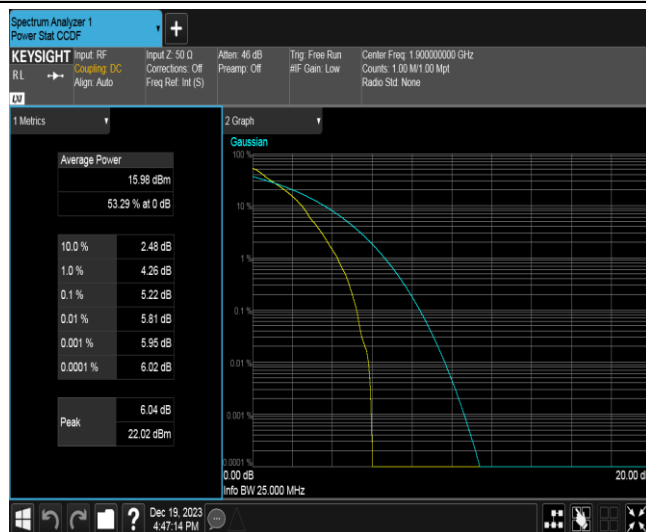 Spectrum Analyzer 1
Power Stat CCDF
+
KEYSIGHT
RL
LXI
Input: RF
Coupling: DC
Align: Auto
Input Z: 50 Ω
Corrections: Off
Freq Ref: Int (S)
Atten: 46 dB
Preamp: Off
Trig: Free Run
#IF Gain: Low
Center Freq: 1.900000000 GHz
Counts: 1.00 M/1.00 Mpt
Radio Std: None
1 Metrics
Average Power
15.98 dBm
53.29 % at 0 dB
10.0 % 2.48 dB
1.0 % 4.26 dB
0.1 % 5.22 dB
0.01 % 5.81 dB
0.001 % 5.95 dB
0.0001 % 6.02 dB
Peak
6.04 dB
22.02 dBm
2 Graph
Gaussian
100 %
10 %
1 %
0.1 %
0.01 %
0.001 %
0.0001 %
0.00 dB
20.00 d
Info BW 25.000 MHz
?
Dec 19, 2023
4:47:14 PM